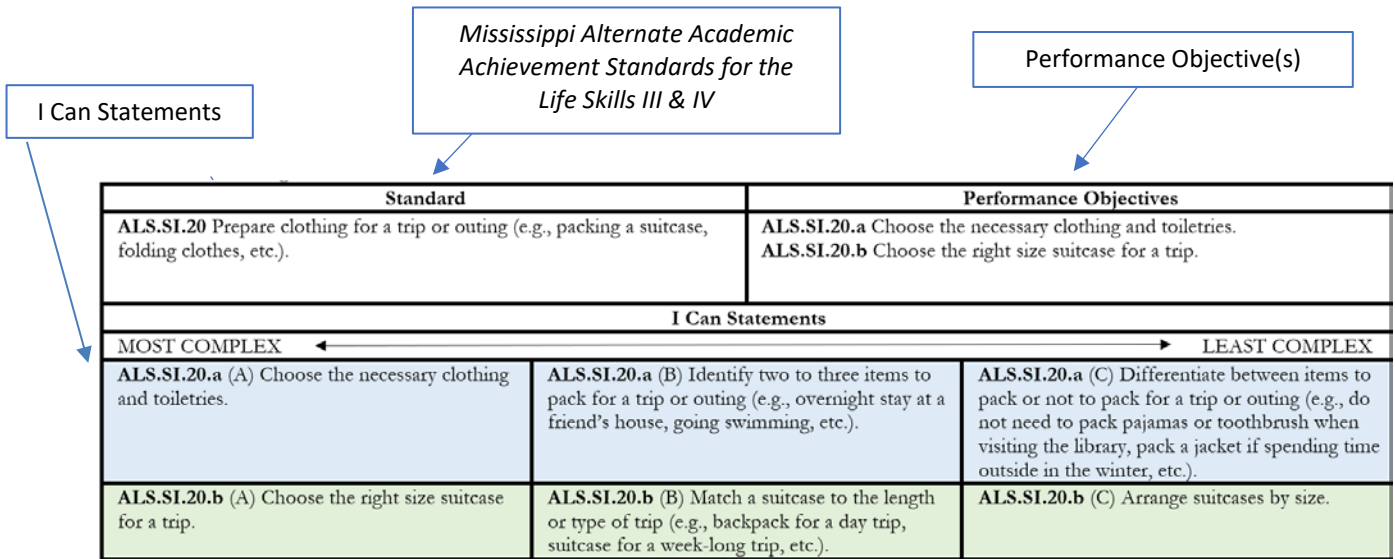 Mississippi Alternate Academic
Achievement Standards for the
Life Skills III & IV
Performance Objective(s)
I Can Statements
Standard
Performance Objectives
ALS.SI.20 Prepare clothing for a trip or outing (e.g., packing a suitcase,
folding clothes, etc.).
ALS.SI.20.a Choose the necessary clothing and toiletries.
ALS.SI.20.b Choose the right size suitcase for a trip.
I Can Statements
MOST COMPLEX
LEAST COMPLEX
ALS.SI.20.a (A) Choose the necessary clothing
and toiletries.
ALS.SI.20.a (B) Identify two to three items to
pack for a trip or outing (e.g., overnight stay at a
friend's house, going swimming, etc.).
ALS.SI.20.a (C) Differentiate between items to
pack or not to pack for a trip or outing (e.g., do
not need to pack pajamas or toothbrush when
visiting the library, pack a jacket if spending time
outside in the winter, etc.).
ALS.SI.20.b (A) Choose the right size suitcase
for a trip.
ALS.SI.20.b (B) Match a suitcase to the length
or type of trip (e.g., backpack for a day trip,
suitcase for a week-long trip, etc.).
ALS.SI.20.b (C) Arrange suitcases by size.